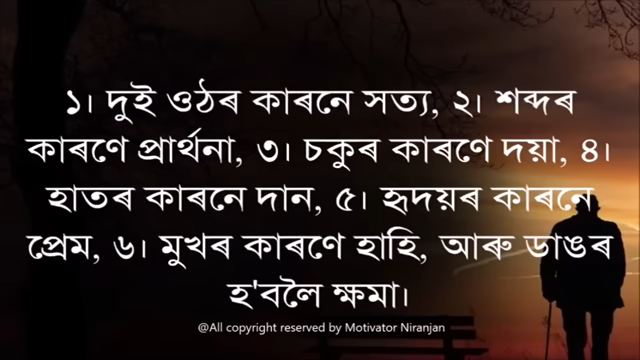 ১। দুই ওঠৰ কাৰনে সত্য, ২। শব্দৰ
কাৰণে প্ৰাৰ্থনা, ৩। চকুৰ কাৰণে দয়া, ৪।
হাতৰ কাৰনে দান, ৫। হৃদয়ৰ কাৰনে
প্ৰেম, ৬। মুখৰ কাৰণে হাহি, আৰু ডাঙৰ
হ'বলৈ ক্ষমা।
@All copyright reserved by Motivator Niranjan